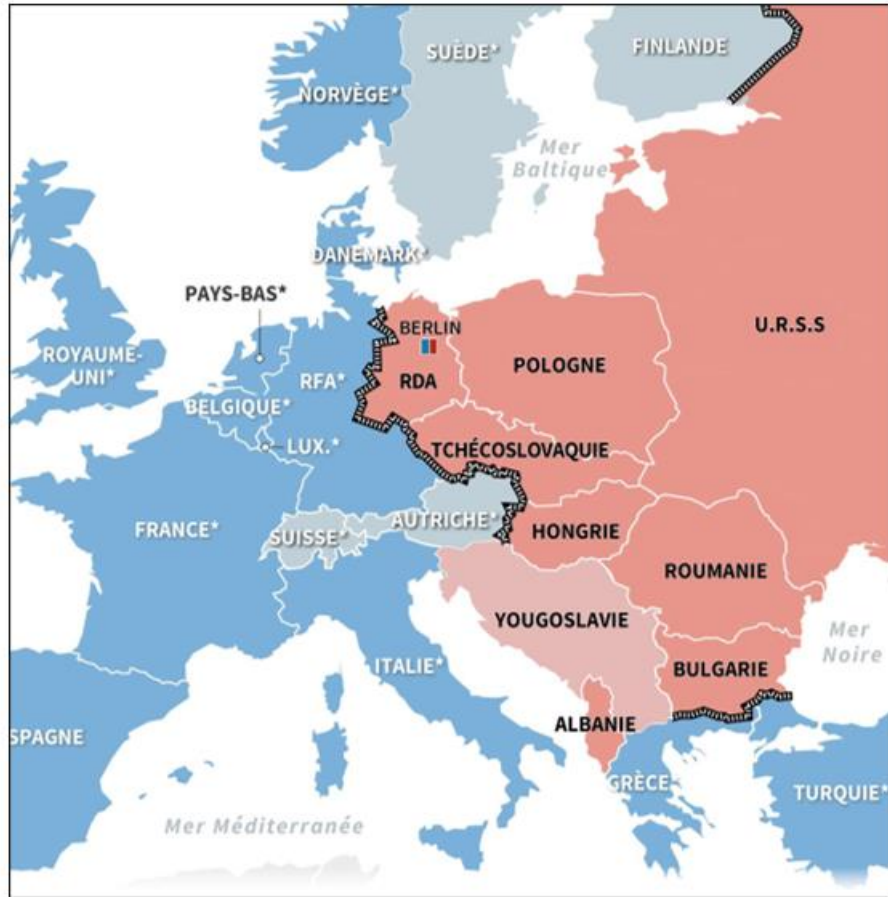 SUÈDE*
FINLANDE
NORVÈGE*
Mer
Baltique
DANEMARK*
PAYS-BAS*
BERLIN
U.R.S.S
ROYAUME-
UNI*
RFA*
RDA
POLOGNE
BELGIQUE*
LUX.*
TCHÉCOSLOVAQUIE
FRANCE*
SUISSE*
AUTRICHE*
HONGRIE
ROUMANIE
YOUGOSLAVIE
Mer
Noire
ITALIE*
BULGARIE
ALBANIE
SPAGNE
GRÈCE*
TURQUIE*
Mer Méditerranée